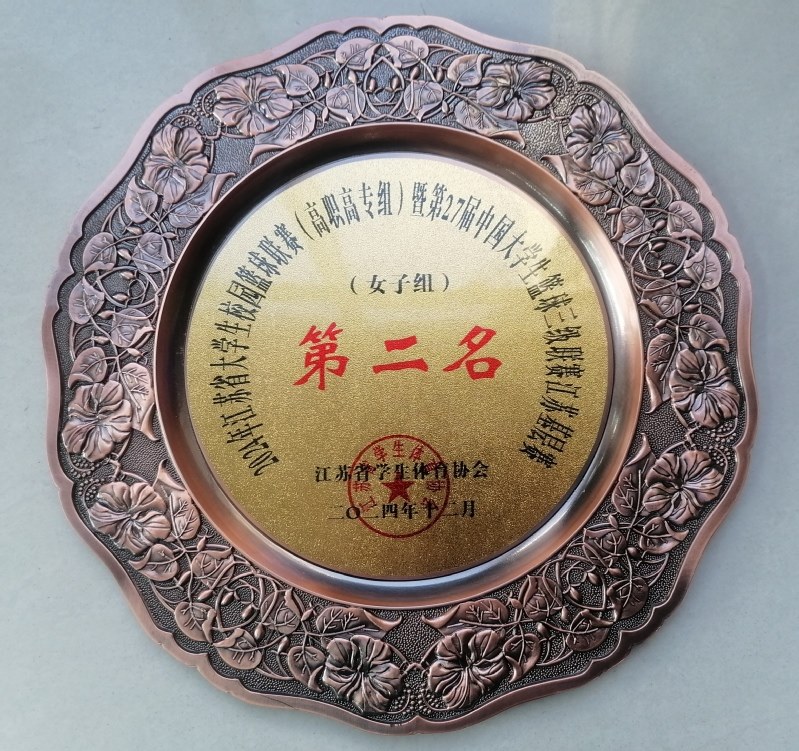 2024年江苏省大学生校园篮球联赛（高职高专组）暨第27届中国大学生篮球三级联赛江苏基层赛
（女子组）
第二名
江苏省学生体育协会
二〇二四年十二月